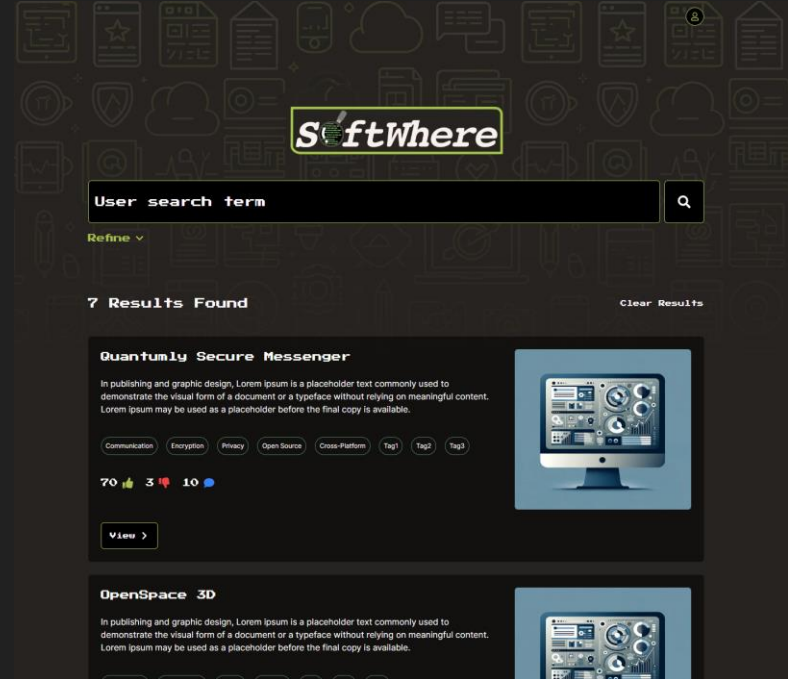 SoftWhere
User search term
Refine
7 Results Found
Clear Results
Quantumly Secure Messenger
In publishing and graphic design, Lorem ipsum is a placeholder text commonly used to
demonstrate the visual form of a document or a typeface without relying on meaningful content.
Lorem ipsum may be used as a placeholder before the final copy is available.
Communication Encryption Privacy Open Source Cross-Platform Tag1 Tag2 Tag3
70 3 10
View
OpenSpace 3D
In publishing and graphic design, Lorem ipsum is a placeholder text commonly used to
demonstrate the visual form of a document or a typeface without relying on meaningful content.
Lorem ipsum may be used as a placeholder before the final copy is available.